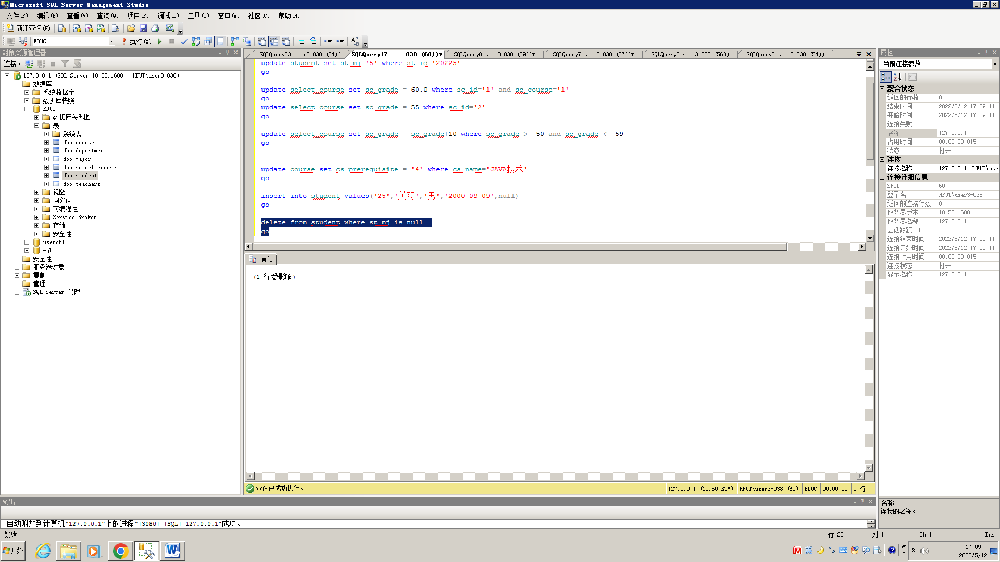 Microsoft SQL Server Management Studio
文件(F) 编辑(E) 查看(V) 查询(Q) 项目(P) 调试(D) 工具(T) 窗口(W) 社区(C) 帮助(H)
新建查询(N)
EDUC 执行(X)
对象资源管理器
连接
127.0.0.1 (SQL Server 10.50.1600 - HFUT\user3-038)
数据库
系统数据库
数据库快照
EDUC
数据库关系图
表
系统表
dbo.course
dbo.department
dbo.major
dbo.select_course
dbo.student
dbo.teachers
视图
同义词
可编程性
Service Broker
存储
安全性
userdb1
wqh1
安全性
服务器对象
复制
管理
SQL Server 代理
SQLQuery23....r3-038 (64)) SQLQuery17....-038 (60))* SQLQuery8.s...3-038 (59))* SQLQuery7.s...3-038 (57))* SQLQuery6.s...3-038 (56)) SQLQuery3.s...3-038 (54))
update student set st_mj='5' where st_id='20225'
go
update select_course set sc_grade = 60.0 where sc_id='1' and sc_course='1'
go
update select_course set sc_grade = 55 where sc_id='2'
go
update select_course set sc_grade = sc_grade+10 where sc_grade >= 50 and sc_grade <= 59
go
update course set cs_prerequisite = '4' where cs_name='JAVA技术'
go
insert into student values('25','关羽','男','2000-09-09',null)
go
delete from student where st_mj is null
go
消息
(1 行受影响)
查询已成功执行。 127.0.0.1 (10.50 RTM) HFUT\user3-038 (60) EDUC 00:00:00 0 行
属性
当前连接参数
聚合状态
返回的行数 0
结束时间 2022/5/12 17:09:11
开始时间 2022/5/12 17:09:11
连接失败
名称 127.0.0.1
占用时间 00:00:00.015
状态 打开
连接
连接名称 127.0.0.1 (HFUT\user
连接详细信息
SPID 60
登录名 HFUT\user3-038
返回的连接行数 0
服务器版本 10.50.1600
服务器名称 127.0.0.1
会话跟踪 ID
连接结束时间 2022/5/12 17:09:11
连接开始时间 2022/5/12 17:09:11
连接占用时间 00:00:00.015
连接状态 打开
显示名称 127.0.0.1
名称
连接的名称。
输出
自动附加到计算机“127.0.0.1”上的进程“[3080] [SQL] 127.0.0.1”成功。
就绪 行 22 列 1 Ch 1 Ins
开始 英 17:09
2022/5/12